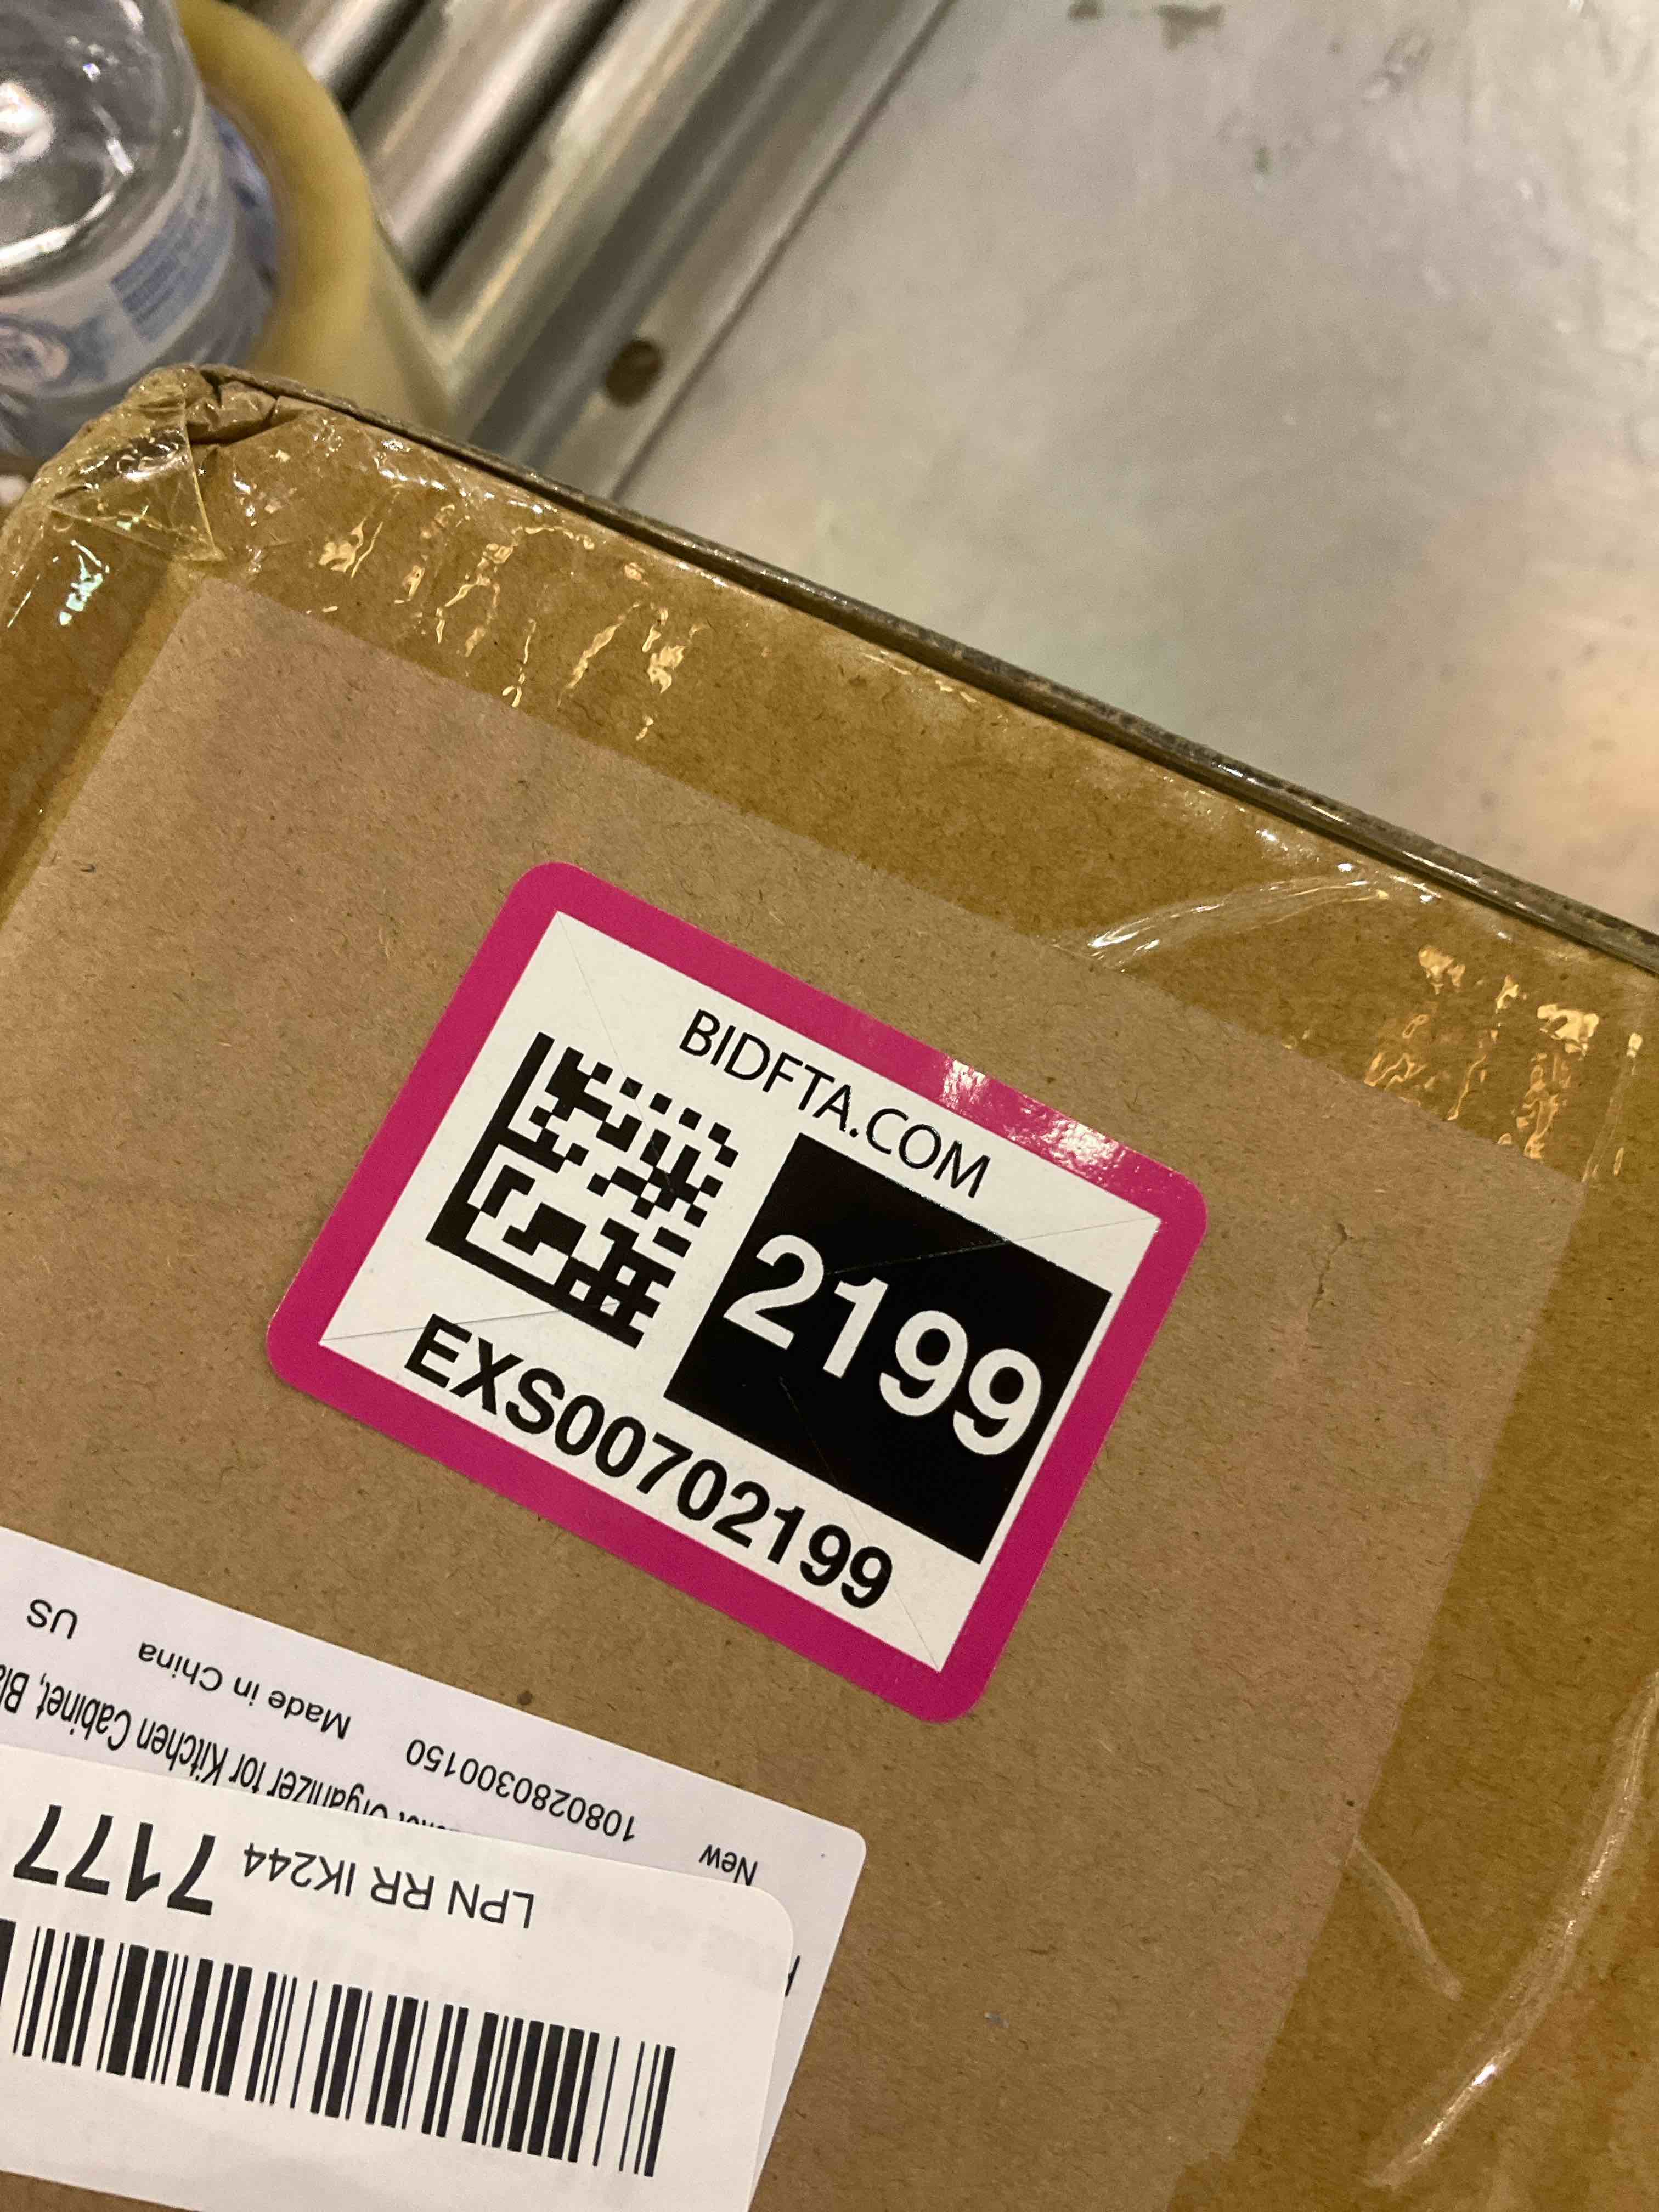 BIDFTA.COM
2199
EXS00702199
LPN RR IK244 7177
Organizer for Kitchen Cabinet,
New
1080280300150
Made in China
US